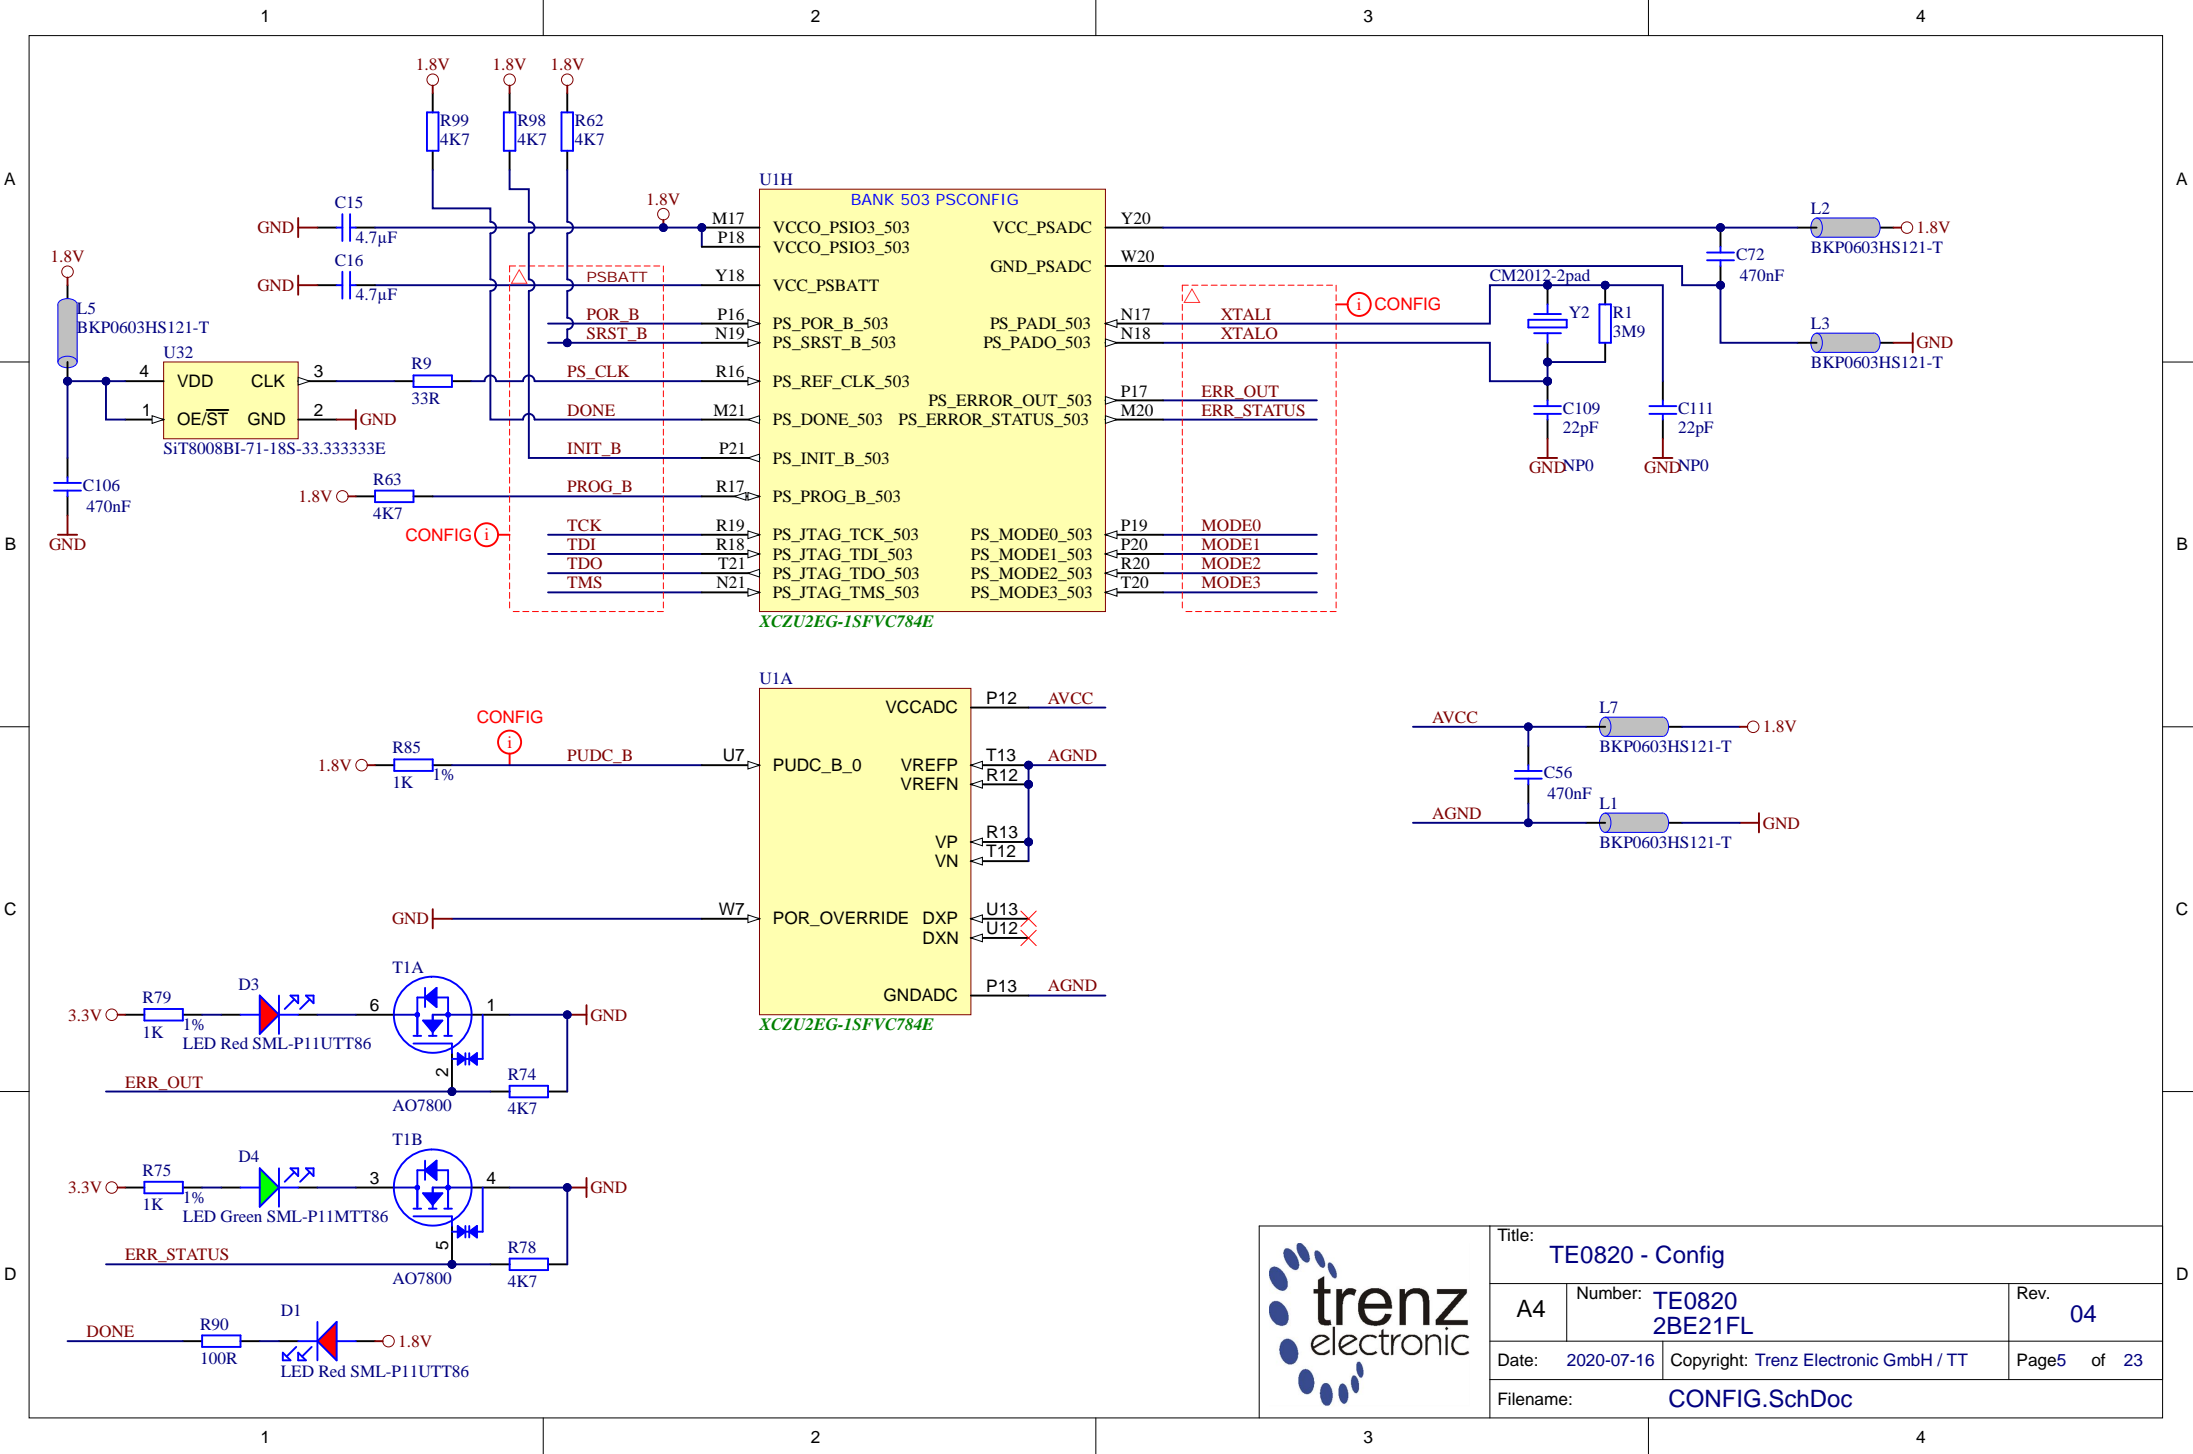 1 2 3 4
1.8V 1.8V 1.8V
R99 R98 R62
4K7 4K7 4K7
A A
U1H
BANK 503 PSCONFIG
C15 1.8V
GND 4.7µF M17 VCCO_PSIO3_503 VCC_PSADC Y20 L2 1.8V
P18 VCCO_PSIO3_503 BKP0603HS121-T
C16 GND_PSADC W20 C72
470nF
GND 4.7µF PSBATT Y18 VCC_PSBATT CM2012-2pad
1.8V
L5
BKP0603HS121-T
POR_B P16 PS_POR_B_503 PS_PADI_503 N17 XTALI CONFIG Y2 R1
3M9
SRST_B N19 PS_SRST_B_503 PS_PADO_503 N18 XTALO L3 GND
BKP0603HS121-T
U32
4 VDD CLK 3 R9 PS_CLK R16 PS_REF_CLK_503
33R
PS_ERROR_OUT_503 P17 ERR_OUT
1 OE/ST GND 2 GND DONE M21 PS_DONE_503 PS_ERROR_STATUS_503 M20 ERR_STATUS
C109 C111
22pF 22pF
SiT8008BI-71-18S-33.333333E
INIT_B P21 PS_INIT_B_503
GND NP0 GND NP0
C106
470nF
GND
1.8V R63 PROG_B R17 PS_PROG_B_503
4K7
CONFIG
TCK R19 PS_JTAG_TCK_503 PS_MODE0_503 P19 MODE0
B B
TDI R18 PS_JTAG_TDI_503 PS_MODE1_503 P20 MODE1
TDO T21 PS_JTAG_TDO_503 PS_MODE2_503 R20 MODE2
TMS N21 PS_JTAG_TMS_503 PS_MODE3_503 T20 MODE3
XCZU2EG-1SFVC784E
U1A
VCCADC P12 AVCC
CONFIG
1.8V R85 PUDC_B U7 PUDC_B_0 VREFP T13 AGND
1K 1%
VREFN R12
VP R13
VN T12
AVCC L7 1.8V
BKP0603HS121-T
C56
470nF
AGND L1 GND
BKP0603HS121-T
C C
GND W7 POR_OVERRIDE DXP U13
DXN U12
GNDADC P13 AGND
XCZU2EG-1SFVC784E
T1A
3.3V R79 D3 6 1 GND
1K 1%
LED Red SML-P11UTT86
2
ERR_OUT R74
AO7800 4K7
T1B
3.3V R75 D4 3 4 GND
1K 1%
LED Green SML-P11MTT86
5
ERR_STATUS R78
AO7800 4K7
D D
DONE R90 D1 1.8V
100R LED Red SML-P11UTT86
trenz
electronic
Title:
TE0820 - Config
A4 Number: TE0820 Rev.
2BE21FL 04
Date: 2020-07-16 Copyright: Trenz Electronic GmbH / TT Page5 of 23
Filename: CONFIG.SchDoc
1 2 3 4